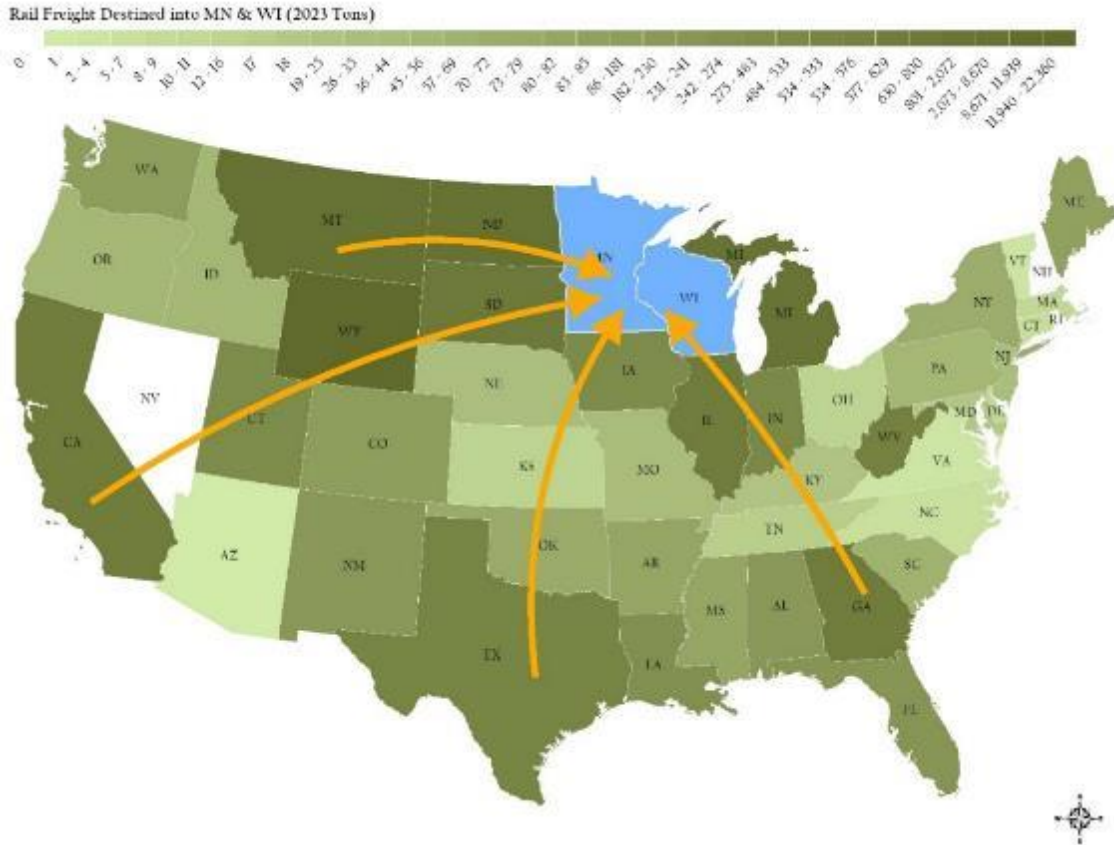 Rail Freight Destined into MN & WI (2023 Tons)
0 1 2 - 4 5 - 7 8 - 9 10 - 11 12 - 16 17 18 19 - 25 26 - 35 36 - 44 45 - 56 57 - 69 70 - 72 73 - 79 80 - 82 83 - 85 86 - 181 182 - 230 231 - 241 242 - 274 275 - 463 484 - 533 534 - 576 577 - 629 630 - 800 801 - 2,072 2,073 - 8,670 8,671 - 11,939 11,940 - 22,380
WA
MT
ND
MN
ME
OR
ID
MI
VT
NH
WY
SD
WI
MI
NY
MA
RI
CT
NV
NE
IA
PA
NJ
CA
UT
CO
IL
IN
OH
MD
DE
WV
KS
MO
KY
VA
AZ
NM
OK
TN
NC
AR
SC
MS
AL
GA
TX
LA
FL